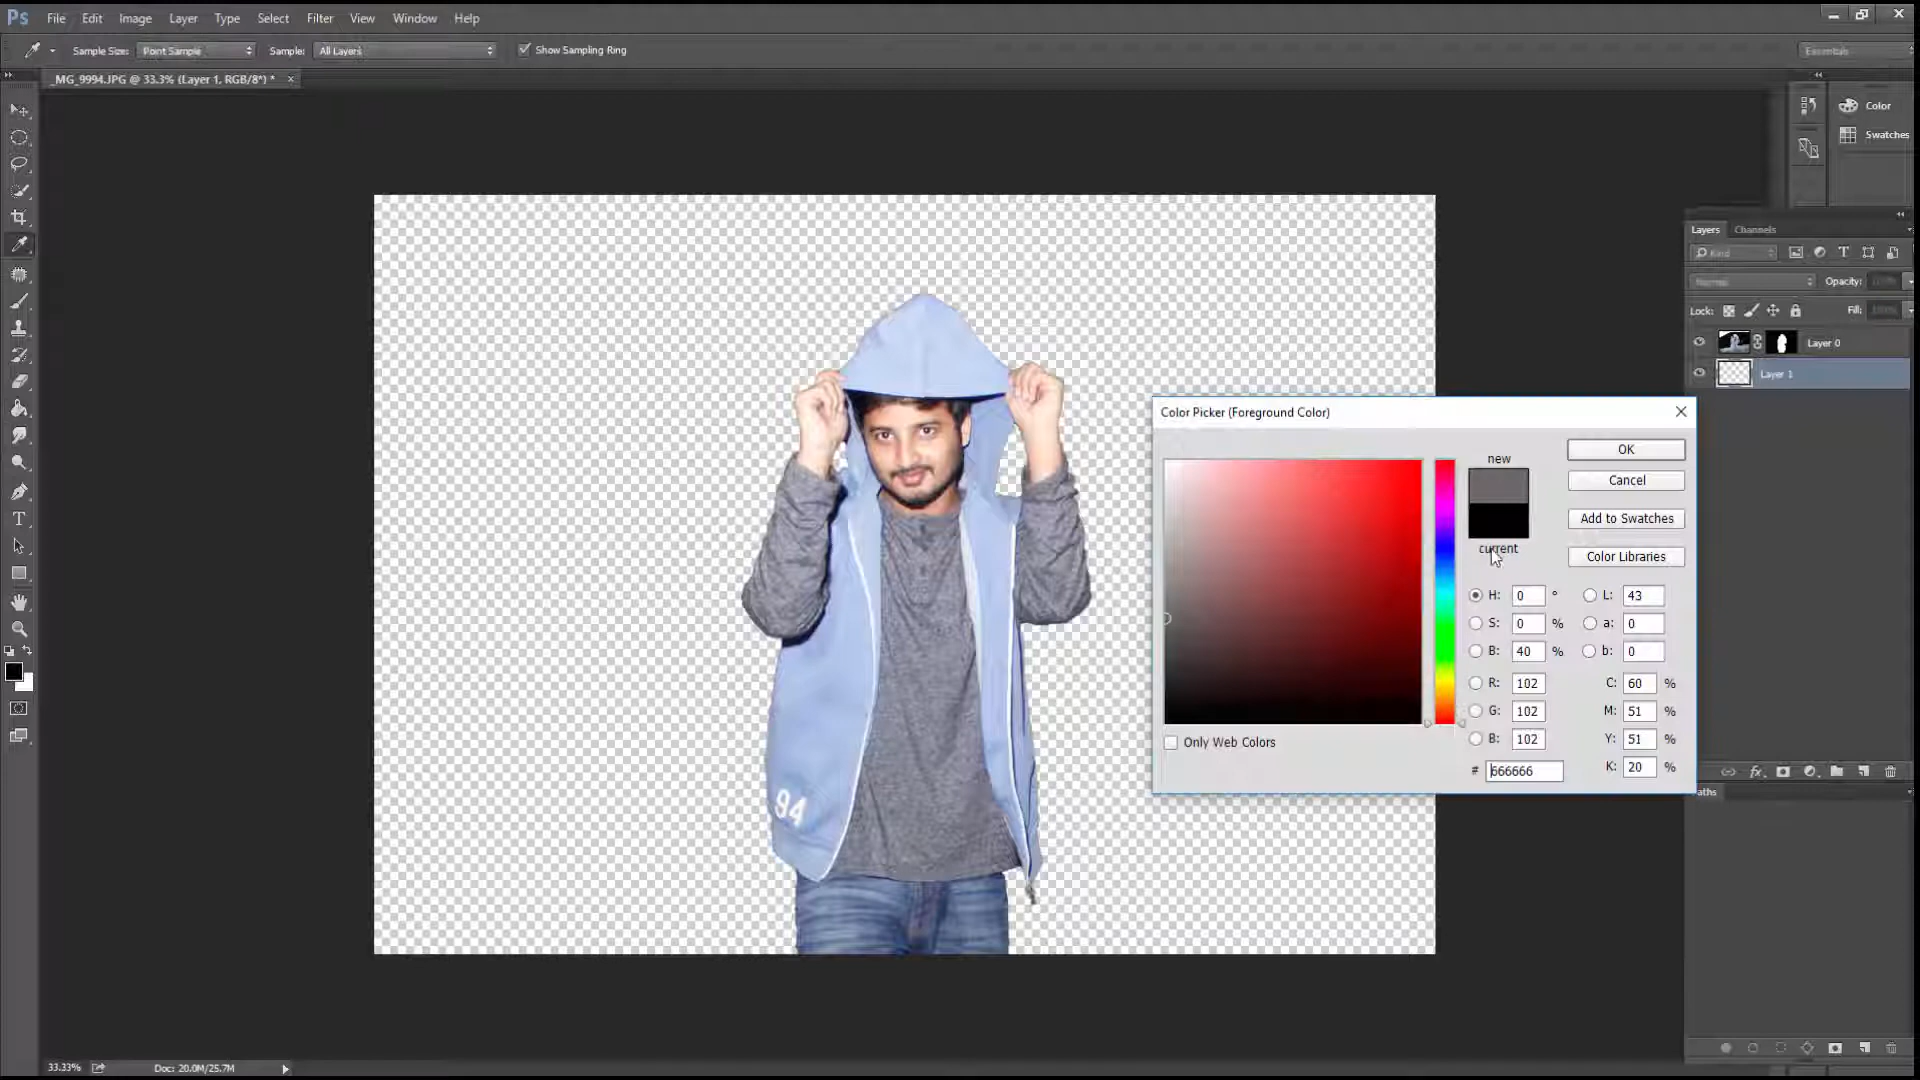 Ps File Edit Image Layer Type Select Filter View Window Help
Sample Size: Point Sample Sample: All Layers Show Sampling Ring Essentials
_MG_9994.JPG @ 33.3% (Layer 1, RGB/8*) * ×
Color
Swatches
Layers Channels
Kind
Normal Opacity:
Lock: Fill:
Layer 0
Layer 1
Color Picker (Foreground Color)
new
OK
Cancel
Add to Swatches
current
Color Libraries
H: 0 ° L: 43
S: 0 % a: 0
B: 40 % b: 0
R: 102 C: 60 %
G: 102 M: 51 %
B: 102 Y: 51 %
# 666666 K: 20 %
Only Web Colors
aths
94
T
33.33% Doc: 20.0M/25.7M